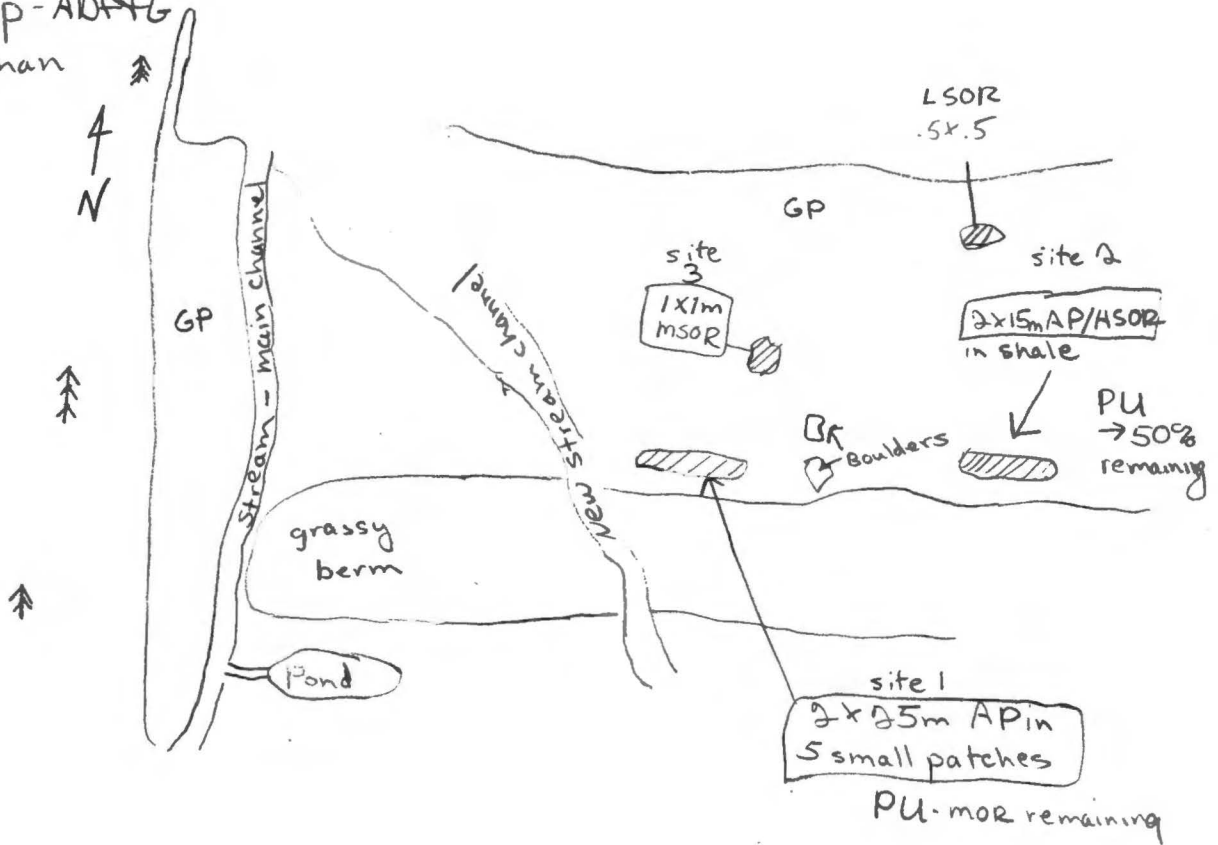 p-ADF+G
man
N
GP
Stream - main channel
New stream channel
LSOR
.5x.5
GP
site
3
1x1m
mSOR
site 2
2x15m AP/HSOR
in shale
PU
→50%
remaining
Boulders
grassy
berm
Pond
site 1
2x25m AP in
5 small patches
PU-mOR remaining